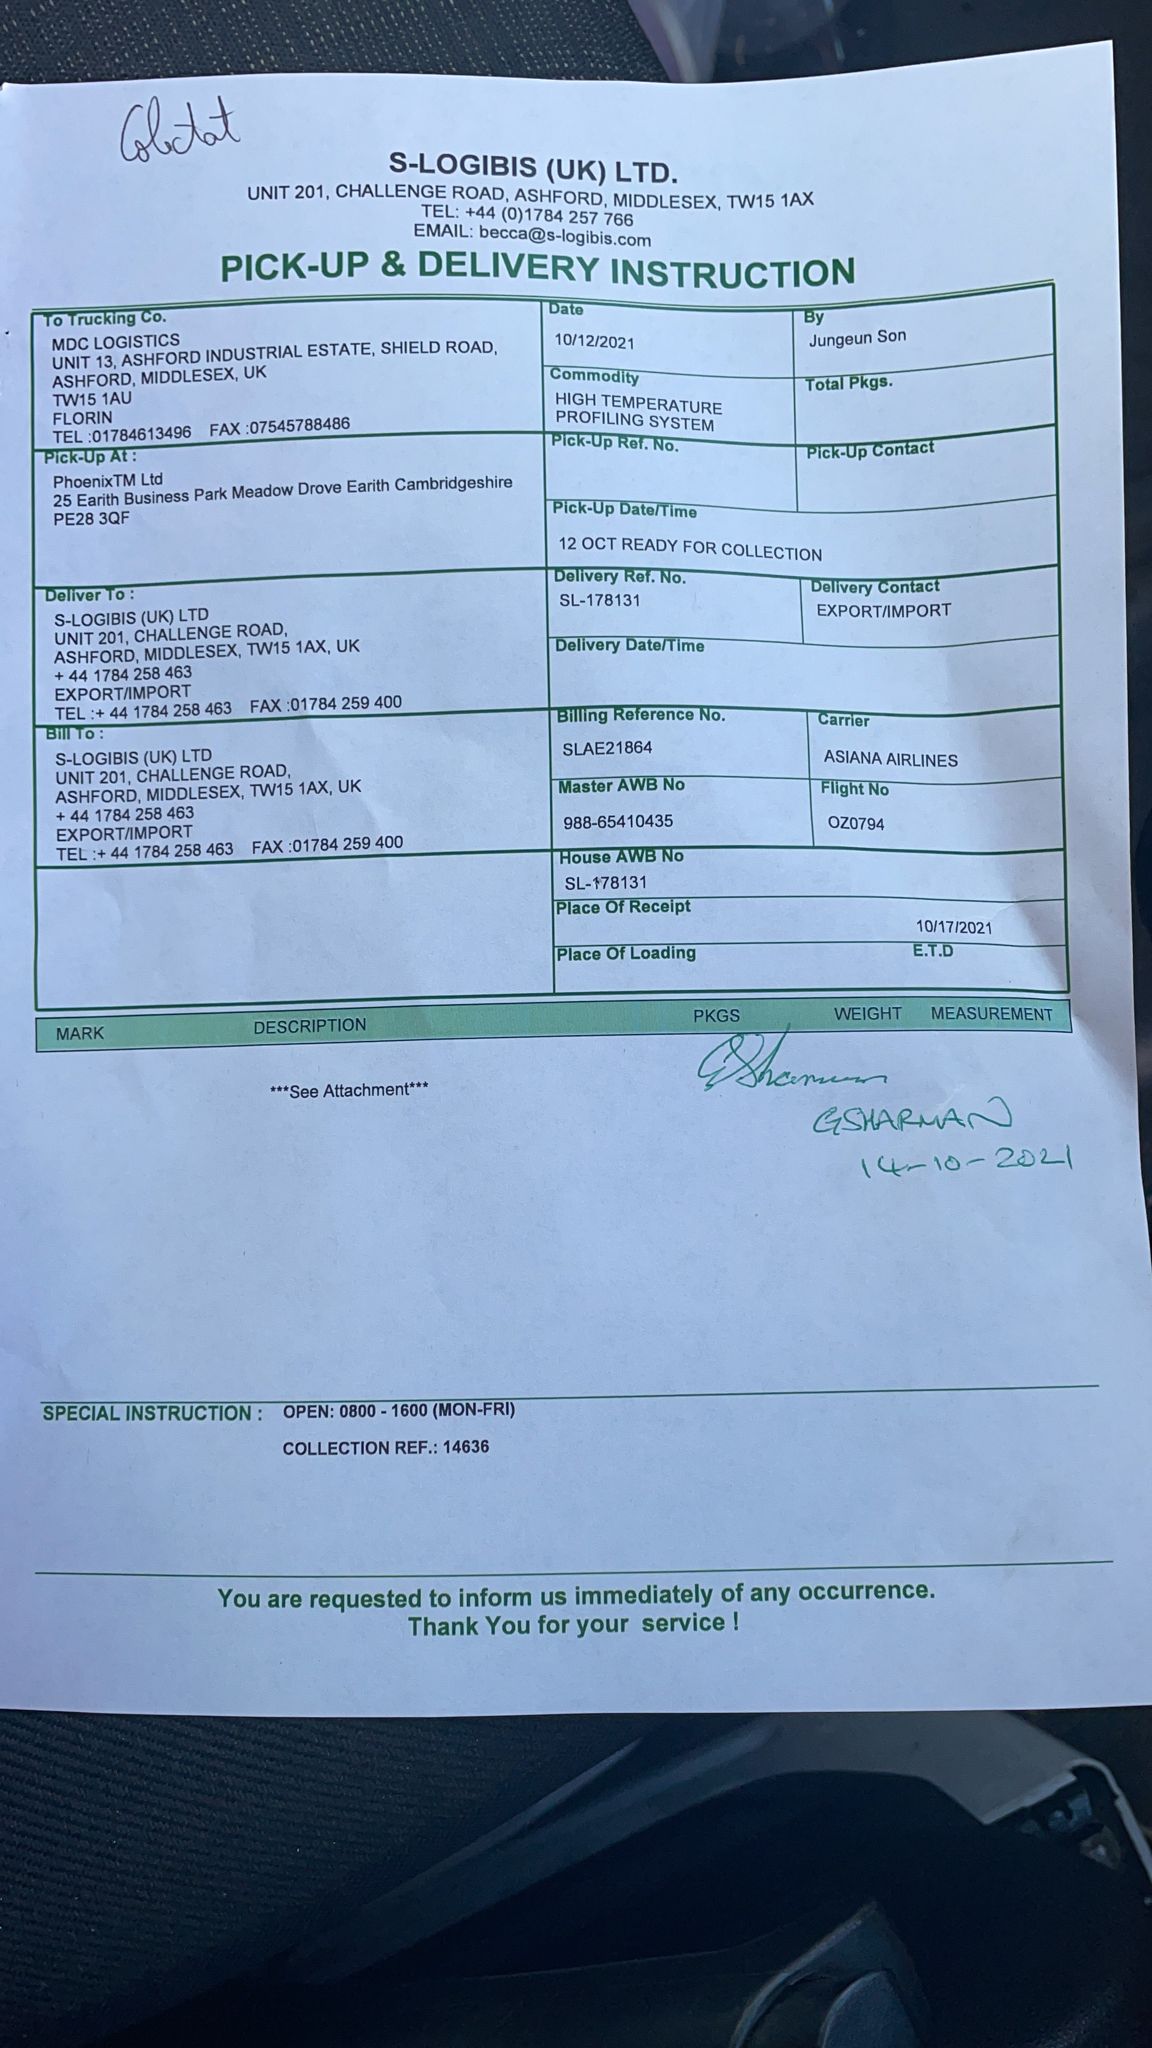 S-LOGIBIS (UK) LTD.
UNIT 201, CHALLENGE ROAD, ASHFORD, MIDDLESEX, TW15 1AX
TEL: +44 (0)1784 257 766
EMAIL: becca@s-logibis.com
PICK-UP & DELIVERY INSTRUCTION
To Trucking Co.
MDC LOGISTICS
UNIT 13, ASHFORD INDUSTRIAL ESTATE, SHIELD ROAD,
ASHFORD, MIDDLESEX, UK
TW15 1AU
FLORIN
TEL :01784613496 FAX :07545788486
Date
10/12/2021
By
Jungeun Son
Commodity
HIGH TEMPERATURE
PROFILING SYSTEM
Total Pkgs.
Pick-Up At :
PhoenixTM Ltd
25 Earith Business Park Meadow Drove Earith Cambridgeshire
PE28 3QF
Pick-Up Ref. No.
Pick-Up Contact
Pick-Up Date/Time
12 OCT READY FOR COLLECTION
Deliver To :
S-LOGIBIS (UK) LTD
UNIT 201, CHALLENGE ROAD,
ASHFORD, MIDDLESEX, TW15 1AX, UK
+ 44 1784 258 463
EXPORT/IMPORT
TEL :+ 44 1784 258 463 FAX :01784 259 400
Delivery Ref. No.
SL-178131
Delivery Contact
EXPORT/IMPORT
Delivery Date/Time
Bill To :
S-LOGIBIS (UK) LTD
UNIT 201, CHALLENGE ROAD,
ASHFORD, MIDDLESEX, TW15 1AX, UK
+ 44 1784 258 463
EXPORT/IMPORT
TEL :+ 44 1784 258 463 FAX :01784 259 400
Billing Reference No.
SLAE21864
Carrier
ASIANA AIRLINES
Master AWB No
988-65410435
Flight No
OZ0794
House AWB No
SL-178131
Place Of Receipt
10/17/2021
Place Of Loading
E.T.D
MARK DESCRIPTION PKGS WEIGHT MEASUREMENT
***See Attachment***
GSHARMAN
14-10-2021
SPECIAL INSTRUCTION : OPEN: 0800 - 1600 (MON-FRI)
COLLECTION REF.: 14636
You are requested to inform us immediately of any occurrence.
Thank You for your service !